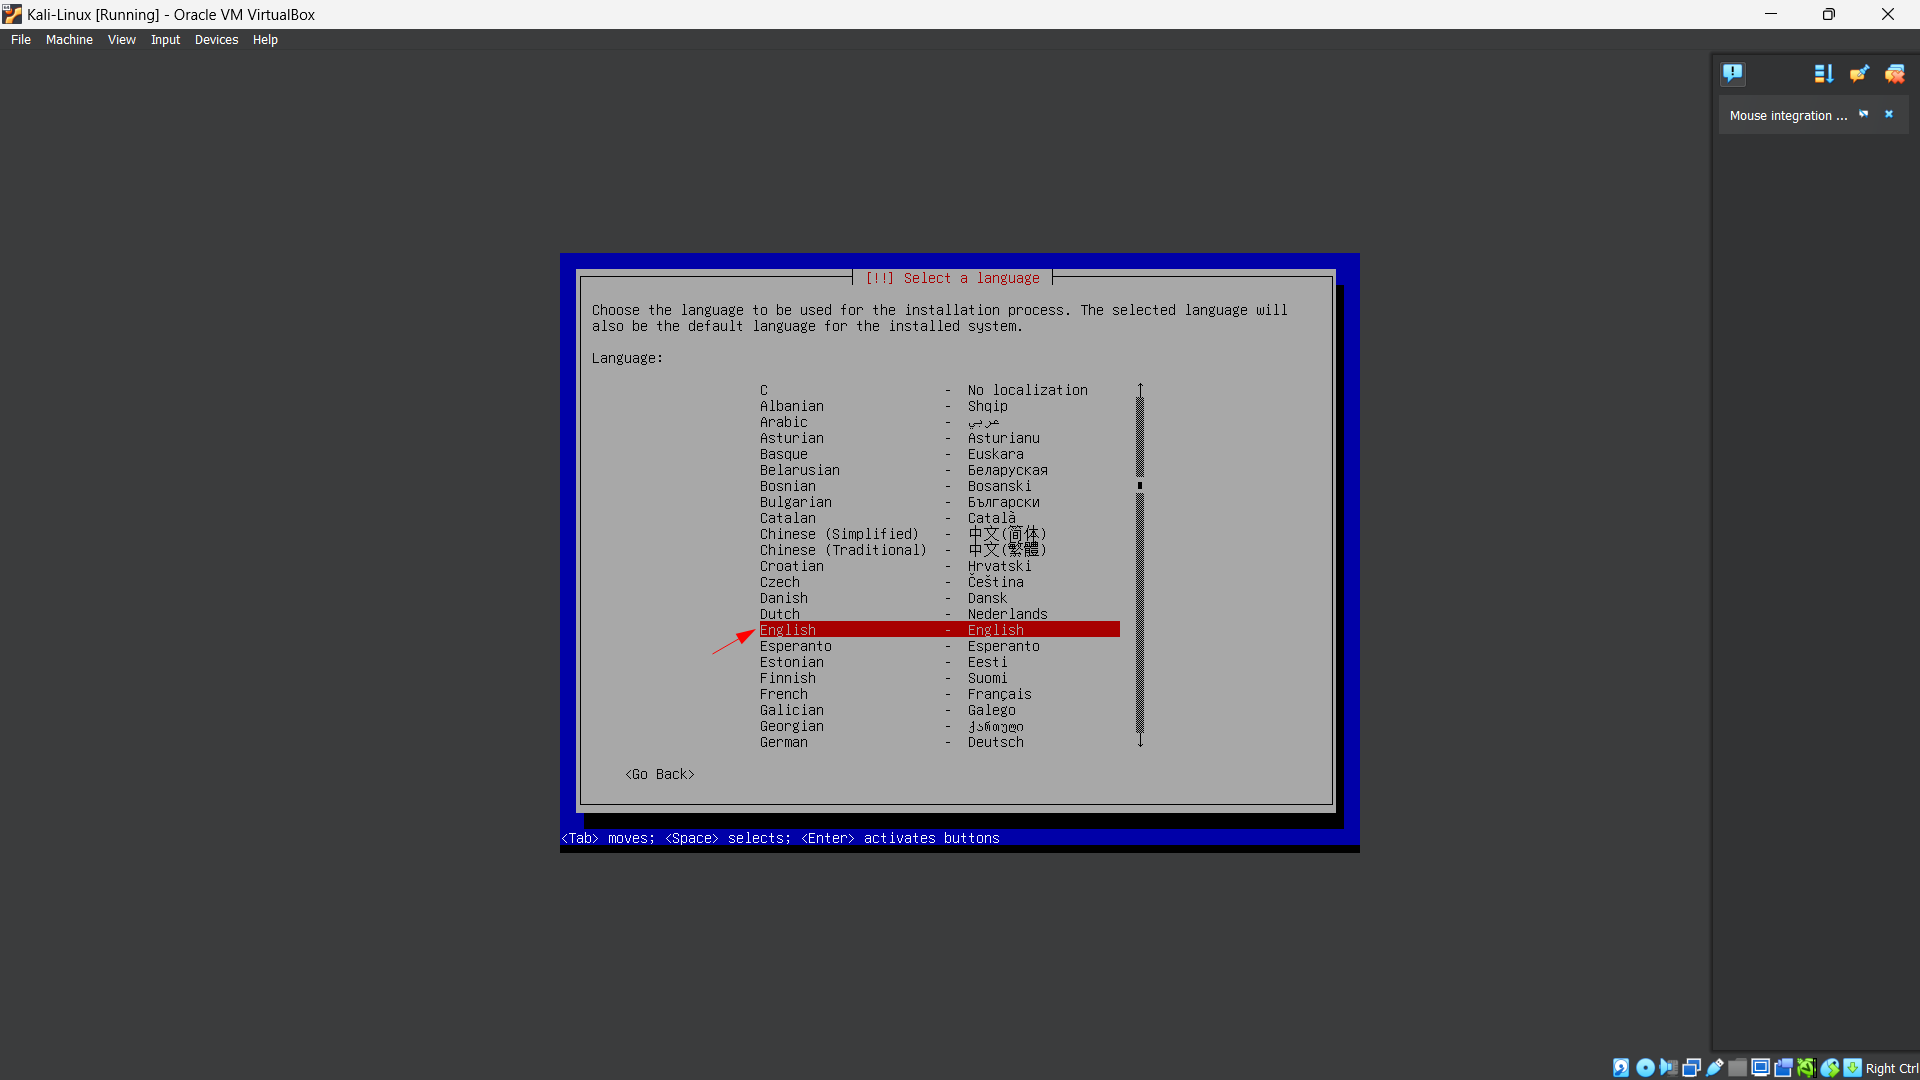 Kali-Linux [Running] - Oracle VM VirtualBox
File Machine View Input Devices Help
Mouse integration ...
[!!] Select a language
Choose the language to be used for the installation process. The selected language will
also be the default language for the installed system.
Language:
C - No localization
Albanian - Shqip
Arabic - عربي
Asturian - Asturianu
Basque - Euskara
Belarusian - Беларуская
Bosnian - Bosanski
Bulgarian - Български
Catalan - Català
Chinese (Simplified) - 中文(简体)
Chinese (Traditional) - 中文(繁體)
Croatian - Hrvatski
Czech - Čeština
Danish - Dansk
Dutch - Nederlands
English - English
Esperanto - Esperanto
Estonian - Eesti
Finnish - Suomi
French - Français
Galician - Galego
Georgian - ქართული
German - Deutsch
<Go Back>
<Tab> moves; <Space> selects; <Enter> activates buttons
Right Ctrl